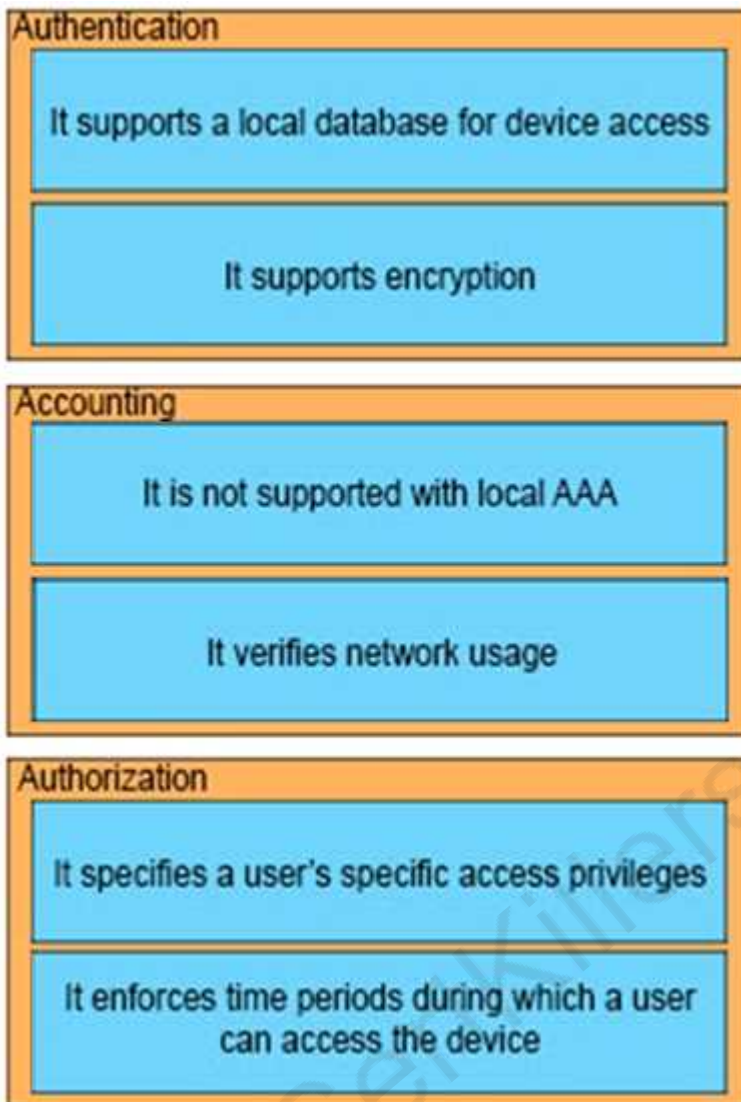 Authentication
It supports a local database for device access
It supports encryption
Accounting
It is not supported with local AAA
It verifies network usage
Authorization
It specifies a user's specific access privileges
It enforces time periods during which a user
can access the device